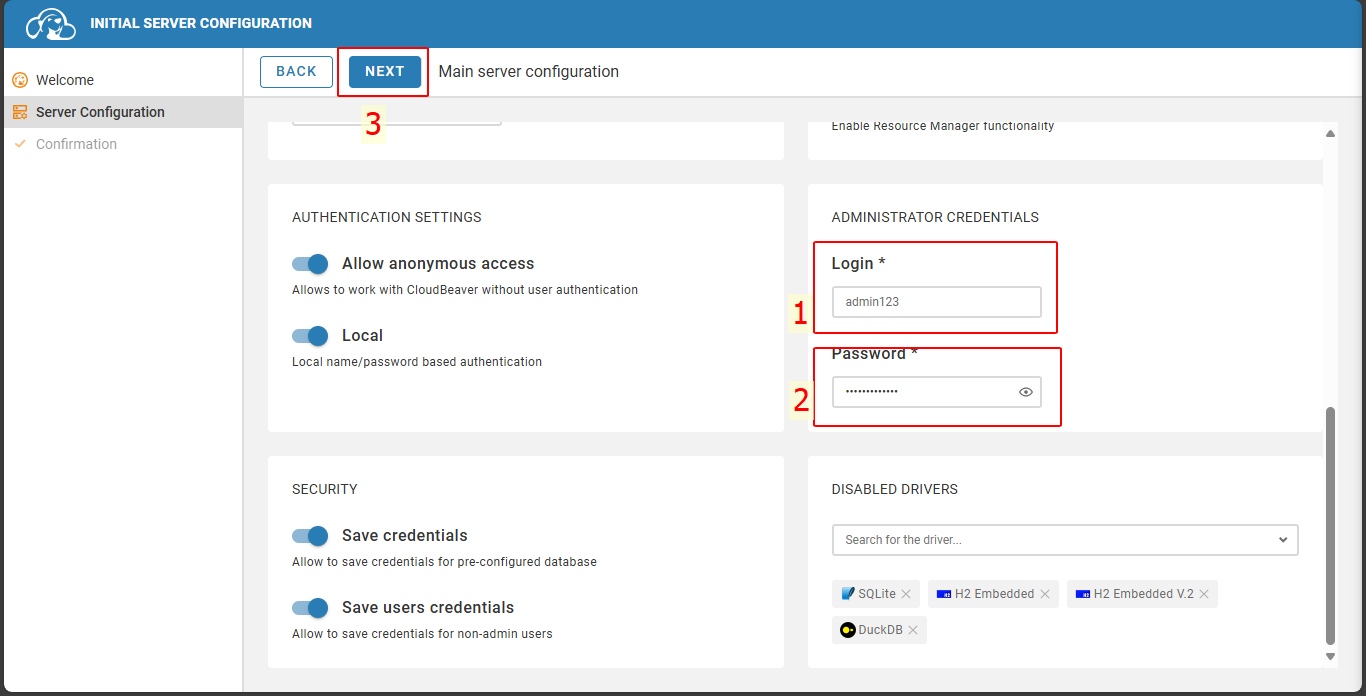 INITIAL SERVER CONFIGURATION
Welcome
Server Configuration
Confirmation
BACK
NEXT
Main server configuration
3
Enable Resource Manager functionality
AUTHENTICATION SETTINGS
Allow anonymous access
Allows to work with CloudBeaver without user authentication
Local
Local name/password based authentication
ADMINISTRATOR CREDENTIALS
Login *
1
admin123
Password *
2
•••••••••••••
SECURITY
Save credentials
Allow to save credentials for pre-configured database
Save users credentials
Allow to save credentials for non-admin users
DISABLED DRIVERS
Search for the driver...
SQLite
H2 Embedded
H2 Embedded V.2
DuckDB